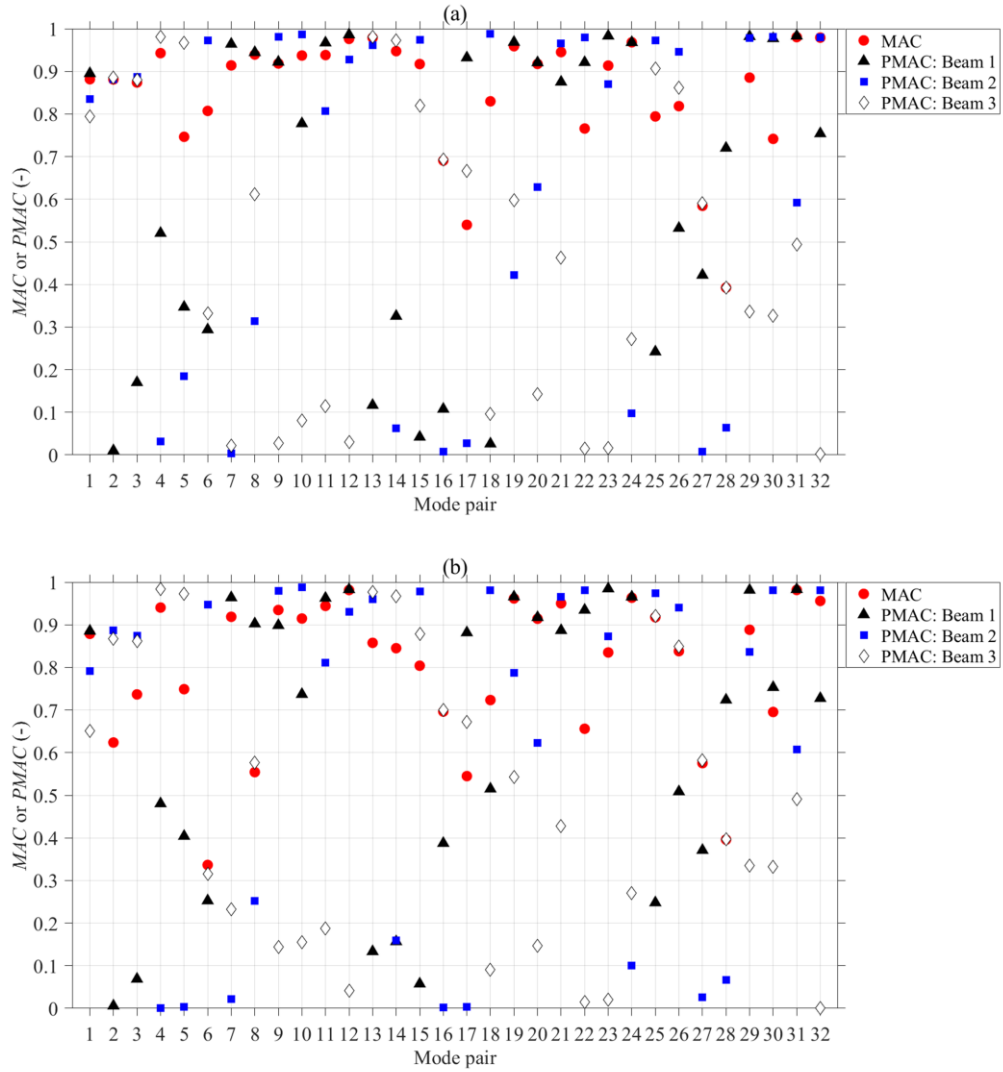 (a)
MAC or PMAC (-)
1
0.9
0.8
0.7
0.6
0.5
0.4
0.3
0.2
0.1
0
1 2 3 4 5 6 7 8 9 10 11 12 13 14 15 16 17 18 19 20 21 22 23 24 25 26 27 28 29 30 31 32
Mode pair
MAC
PMAC: Beam 1
PMAC: Beam 2
PMAC: Beam 3
(b)
MAC or PMAC (-)
1
0.9
0.8
0.7
0.6
0.5
0.4
0.3
0.2
0.1
0
1 2 3 4 5 6 7 8 9 10 11 12 13 14 15 16 17 18 19 20 21 22 23 24 25 26 27 28 29 30 31 32
Mode pair
MAC
PMAC: Beam 1
PMAC: Beam 2
PMAC: Beam 3